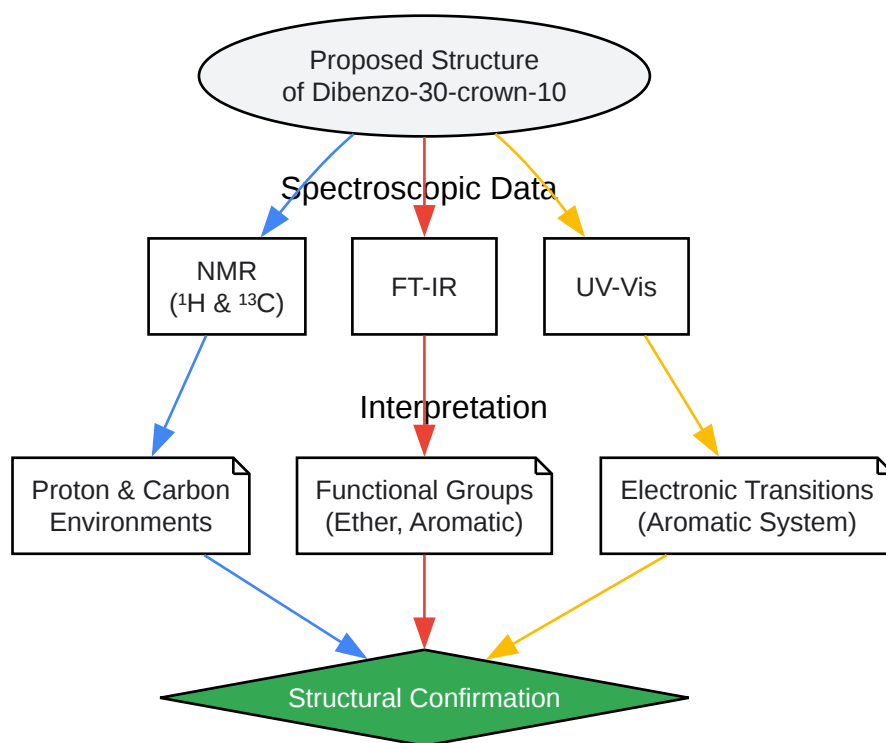 Proposed Structure
of Dibenzo-30-crown-10
Spectroscopic Data
NMR
(¹H & ¹³C)
FT-IR
UV-Vis
Interpretation
Proton & Carbon
Environments
Functional Groups
(Ether, Aromatic)
Electronic Transitions
(Aromatic System)
Structural Confirmation